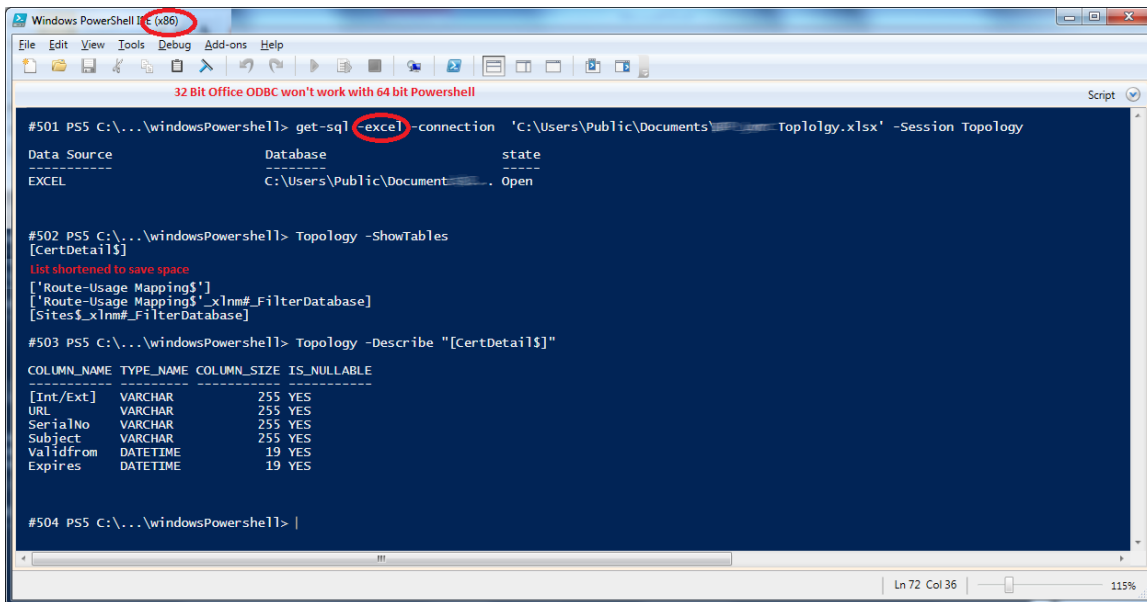 Windows PowerShell ISE (x86)
File Edit View Tools Debug Add-ons Help
32 Bit Office ODBC won't work with 64 bit Powershell
Script
#501 PS5 C:\...\windowsPowershell> get-sql -excel -connection 'C:\Users\Public\Documents\ Toplolgy.xlsx' -Session Topology
Data Source Database state
----------- -------- -----
EXCEL C:\Users\Public\Document . Open
#502 PS5 C:\...\windowsPowershell> Topology -ShowTables
[CertDetail$]
List shortened to save space
['Route-Usage Mapping$']
['Route-Usage Mapping$'_xlnm#_FilterDatabase]
[Sites$_xlnm#_FilterDatabase]
#503 PS5 C:\...\windowsPowershell> Topology -Describe "[CertDetail$]"
COLUMN_NAME TYPE_NAME COLUMN_SIZE IS_NULLABLE
----------- --------- ----------- -----------
[Int/Ext] VARCHAR 255 YES
URL VARCHAR 255 YES
SerialNo VARCHAR 255 YES
Subject VARCHAR 255 YES
Validfrom DATETIME 19 YES
Expires DATETIME 19 YES
#504 PS5 C:\...\windowsPowershell>
Ln 72 Col 36 115%